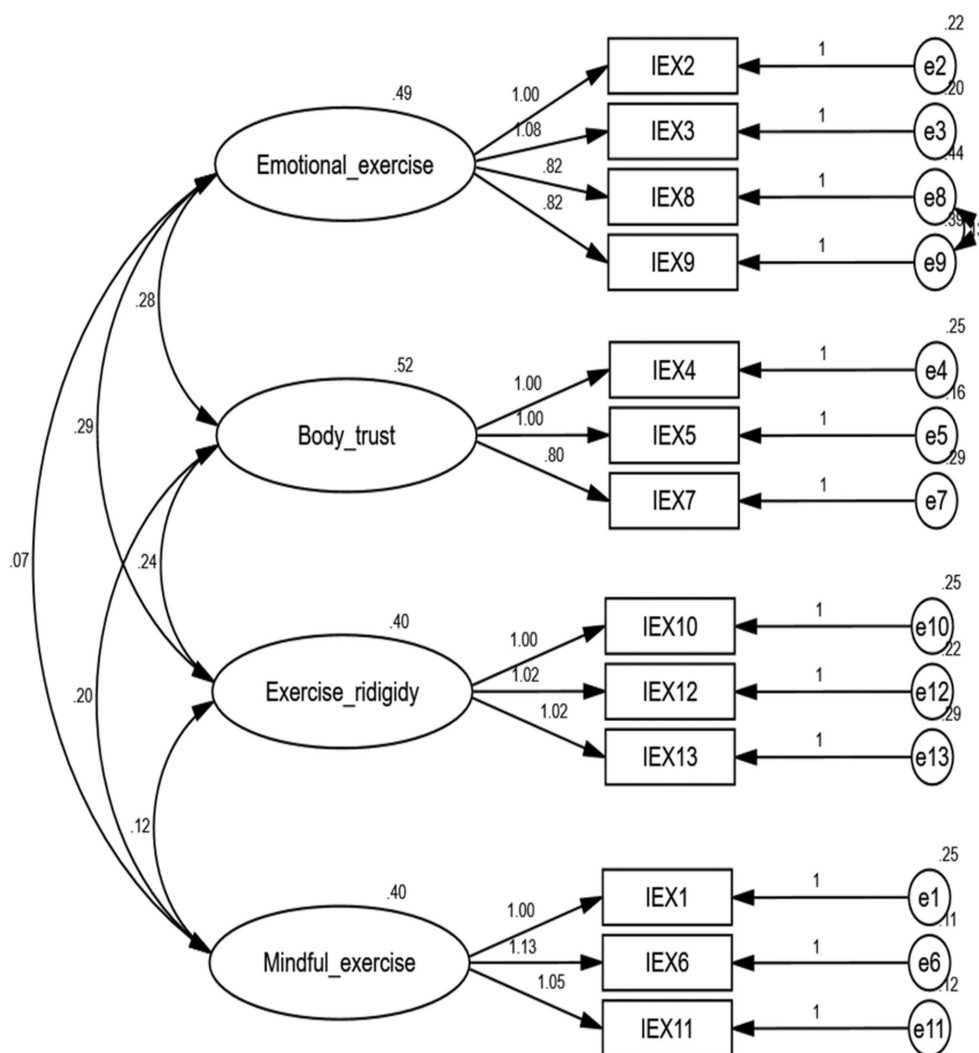 .22
1
IEX2
e2
.49
1.00
.20
1.08
1
IEX3
e3
Emotional_exercise
.82
.44
1
IEX8
e8
.82
.39
1
IEX9
e9
.28
.25
.52
1
IEX4
e4
1.00
.16
1.00
1
IEX5
e5
.29
Body_trust
.29
.80
1
IEX7
e7
.07
.24
.25
.40
1
IEX10
e10
1.00
.22
.20
Exercise_ridigidy
1.02
1
IEX12
e12
.29
1.02
1
IEX13
e13
.12
.25
.40
1
IEX1
e1
1.00
.11
1.13
1
IEX6
e6
Mindful_exercise
.12
1.05
1
IEX11
e11